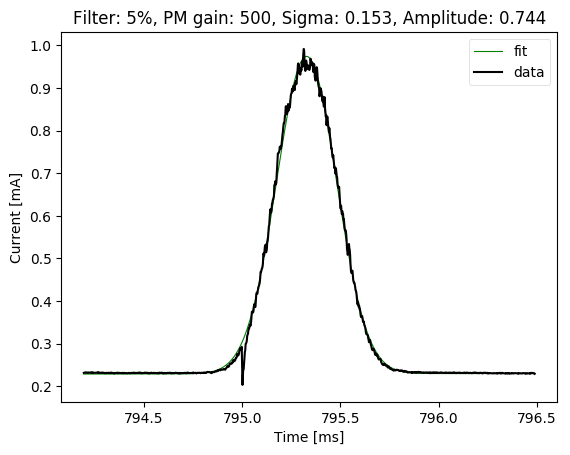 Filter: 5%, PM gain: 500, Sigma: 0.153, Amplitude: 0.744
fit
data
1.0
0.9
0.8
0.7
0.6
0.5
0.4
0.3
0.2
Current [mA]
794.5 795.0 795.5 796.0 796.5
Time [ms]